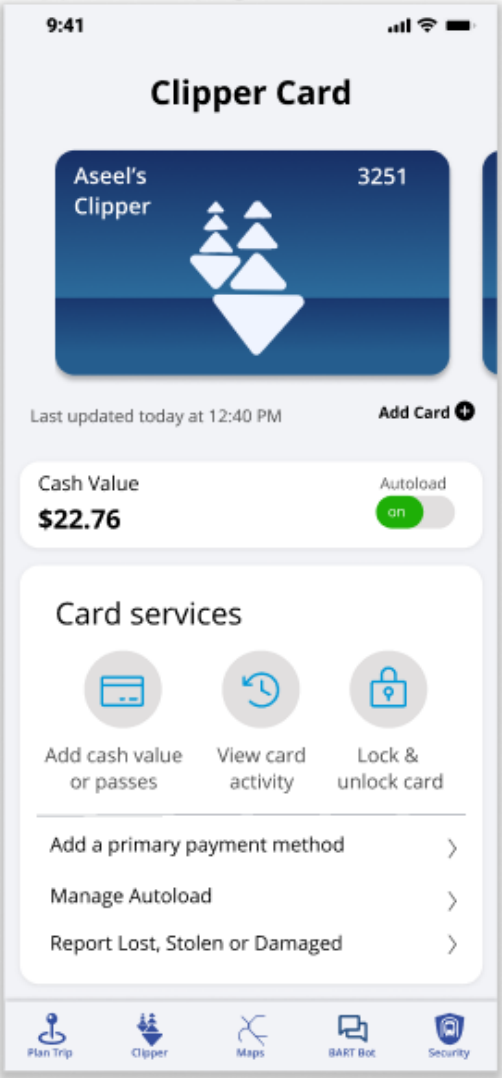 9:41
Clipper Card
Aseel's
Clipper
3251
Last updated today at 12:40 PM
Add Card
Cash Value
Autoload
$22.76
on
Card services
Add cash value
or passes
View card
activity
Lock &
unlock card
Add a primary payment method
Manage Autoload
Report Lost, Stolen or Damaged
Plan Trip
Clipper
Maps
BART Bot
Security